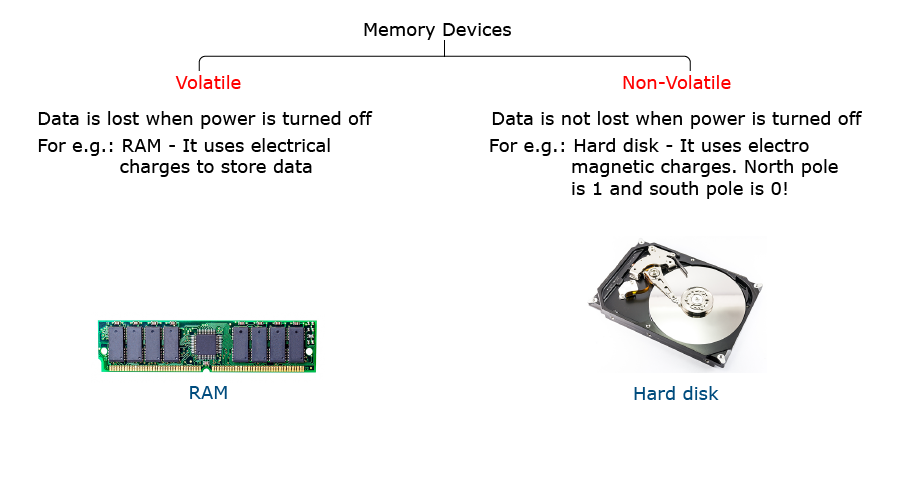 Memory Devices
Volatile
Data is lost when power is turned off
For e.g.: RAM - It uses electrical
charges to store data
RAM
Non-Volatile
Data is not lost when power is turned off
For e.g.: Hard disk - It uses electro
magnetic charges. North pole
is 1 and south pole is 0!
Hard disk